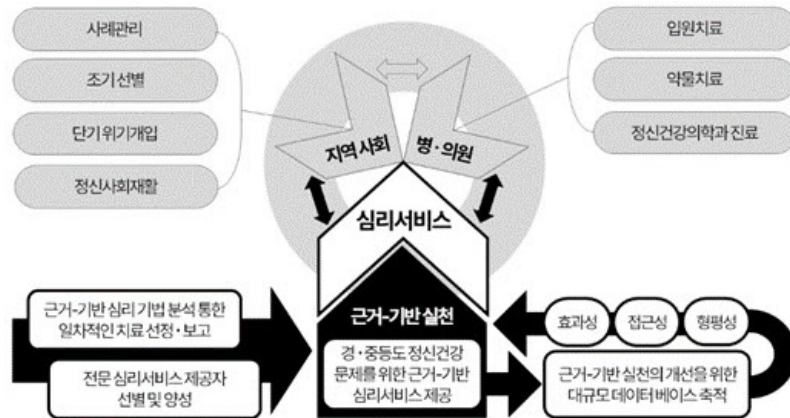 사례관리
조기 선별
단기 위기개입
정신사회재활
입원치료
약물치료
정신건강의학과 진료
지역 사회
병·의원
심리서비스
근거-기반 심리 기법 분석 통한
일차적인 치료 선정·보고
전문 심리서비스 제공자
선별 및 양성
근거-기반 실천
경·중등도 정신건강
문제를 위한 근거-기반
심리서비스 제공
효과성
접근성
형평성
근거-기반 실천의 개선을 위한
대규모 데이터 베이스 축적